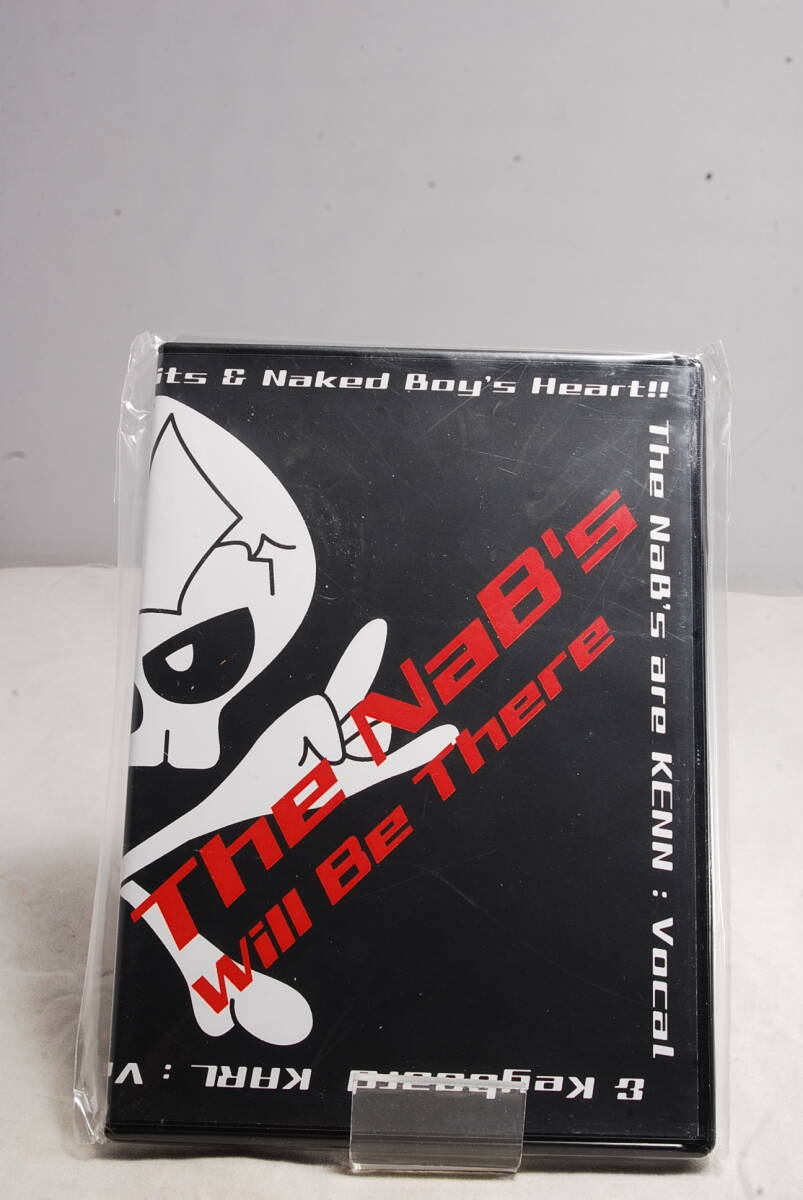 its & Naked Boy's Heart!!
The NaB's are KENN : Vocal
& Keyboard KARL : V
The NaB's
Will Be There